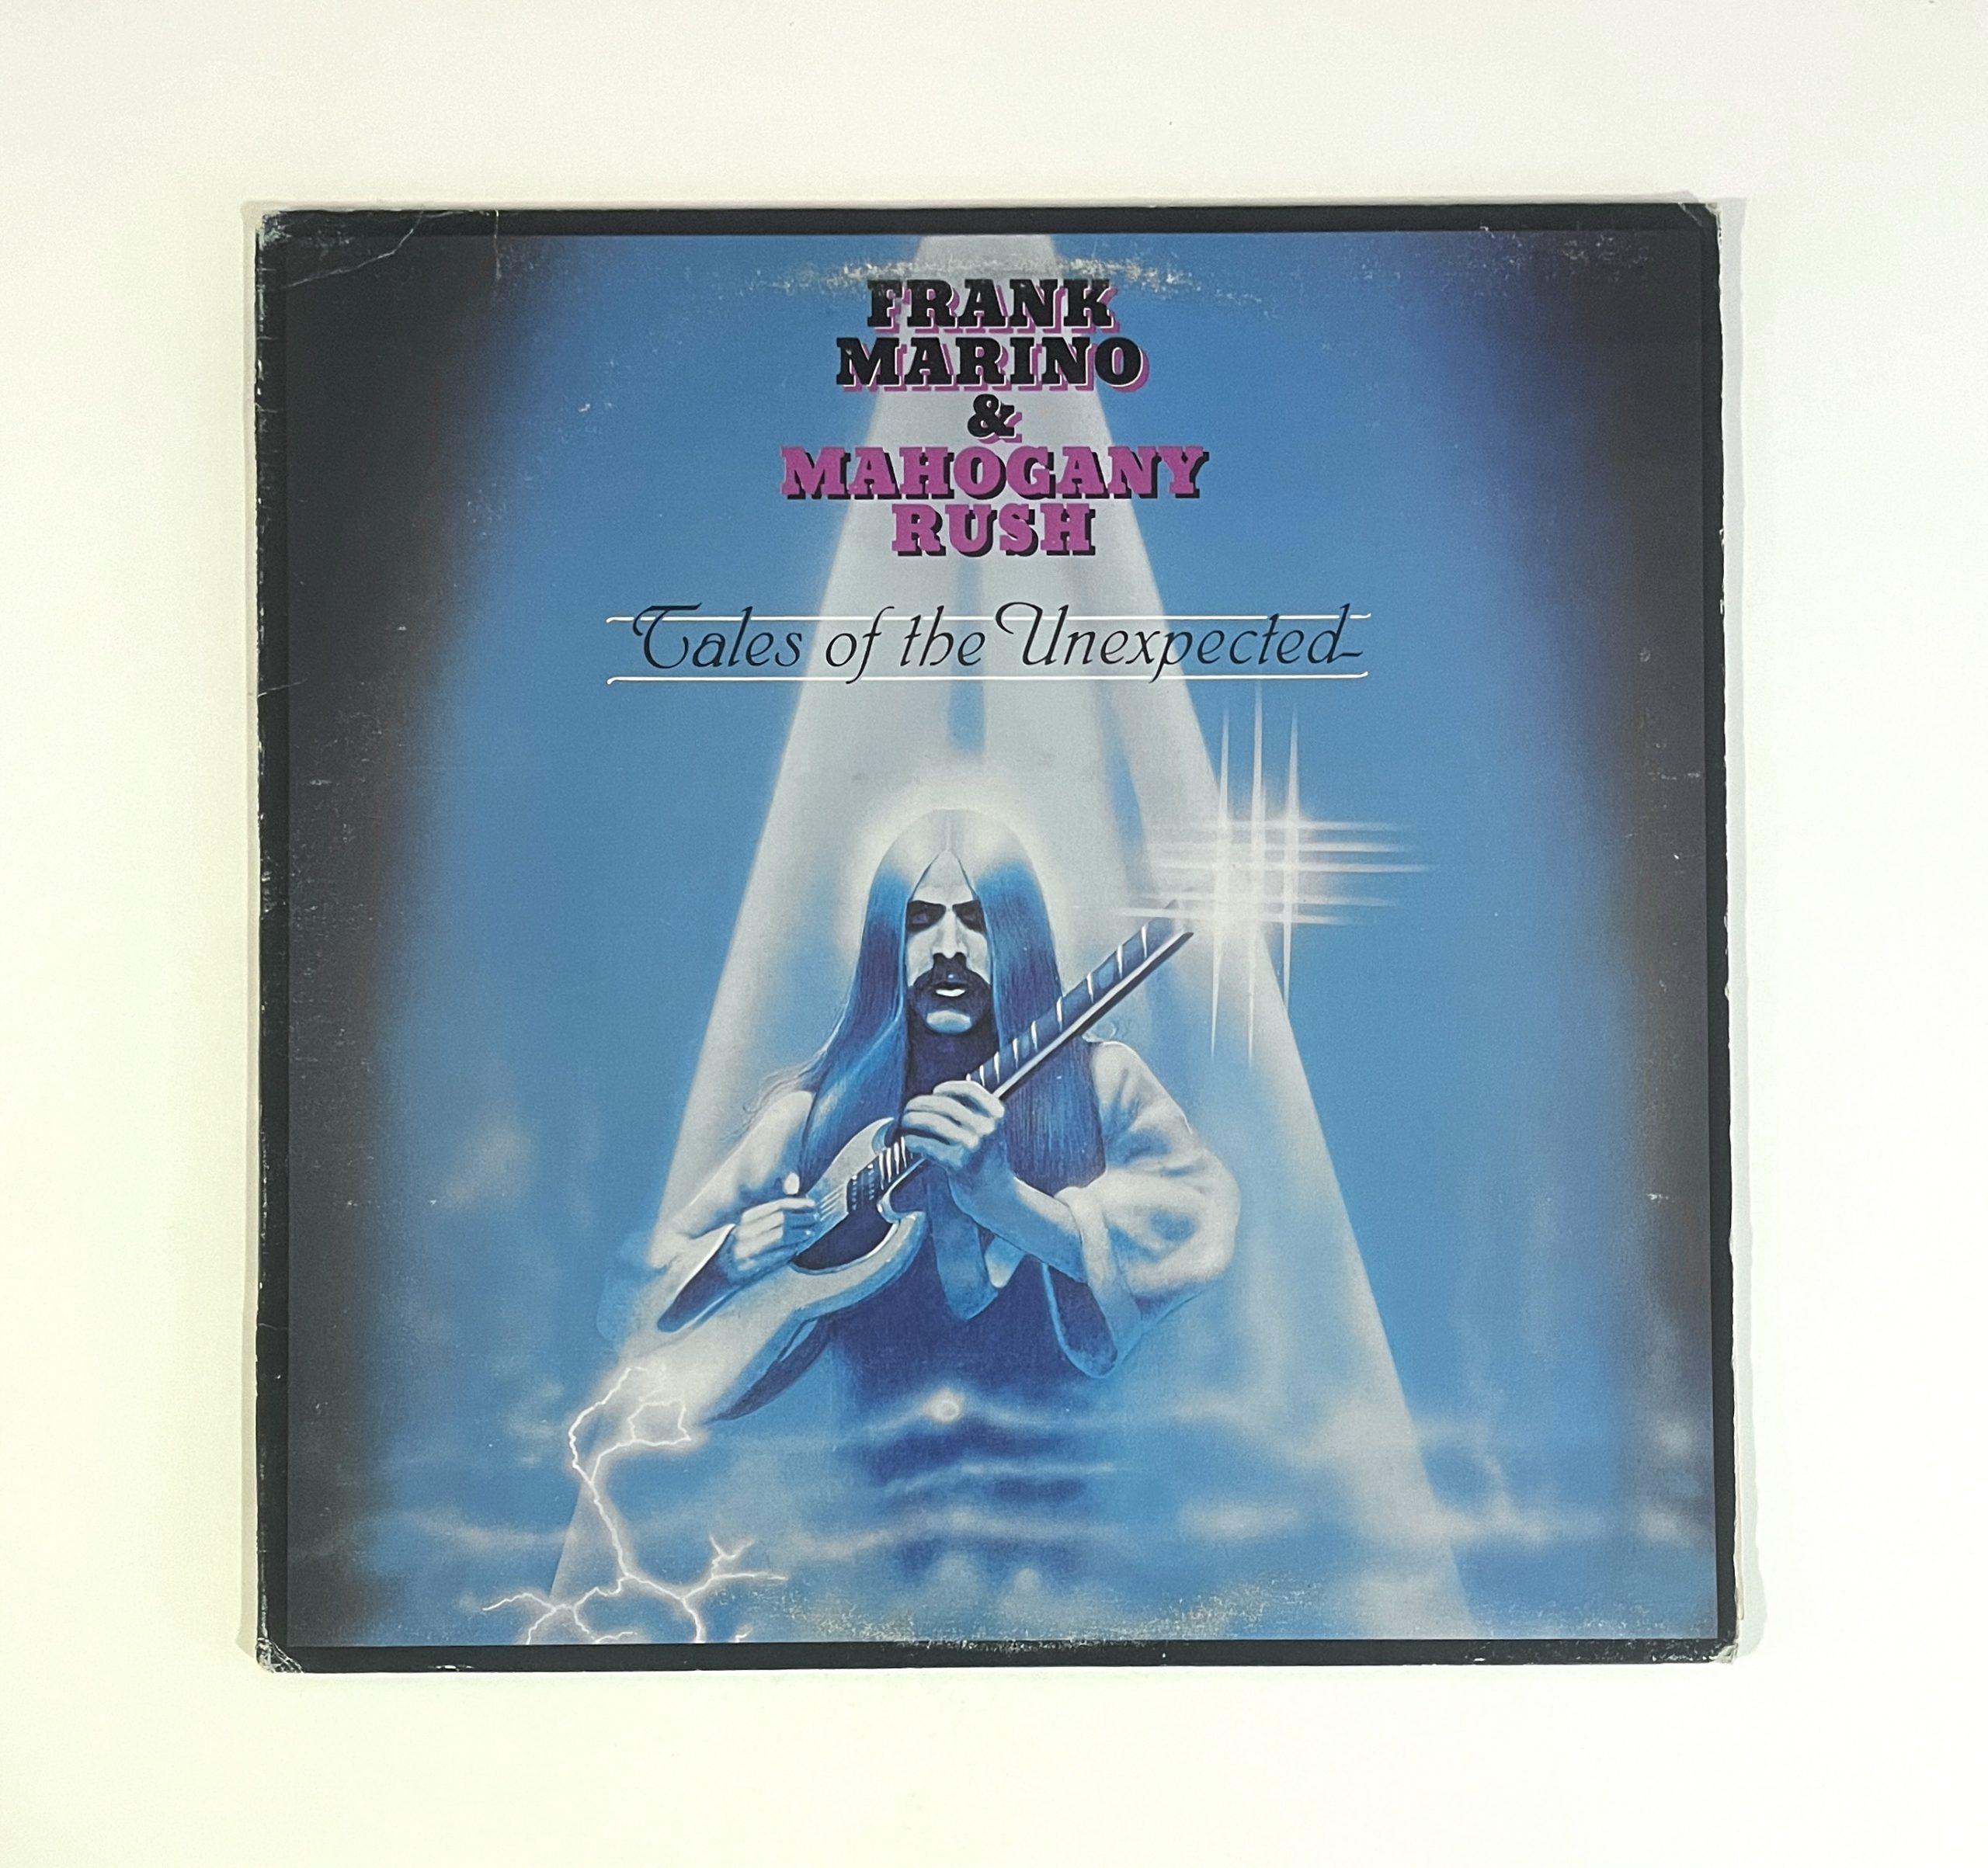 FRANK
MARINO
&
MAHOGANY
RUSH
Tales of the Unexpected